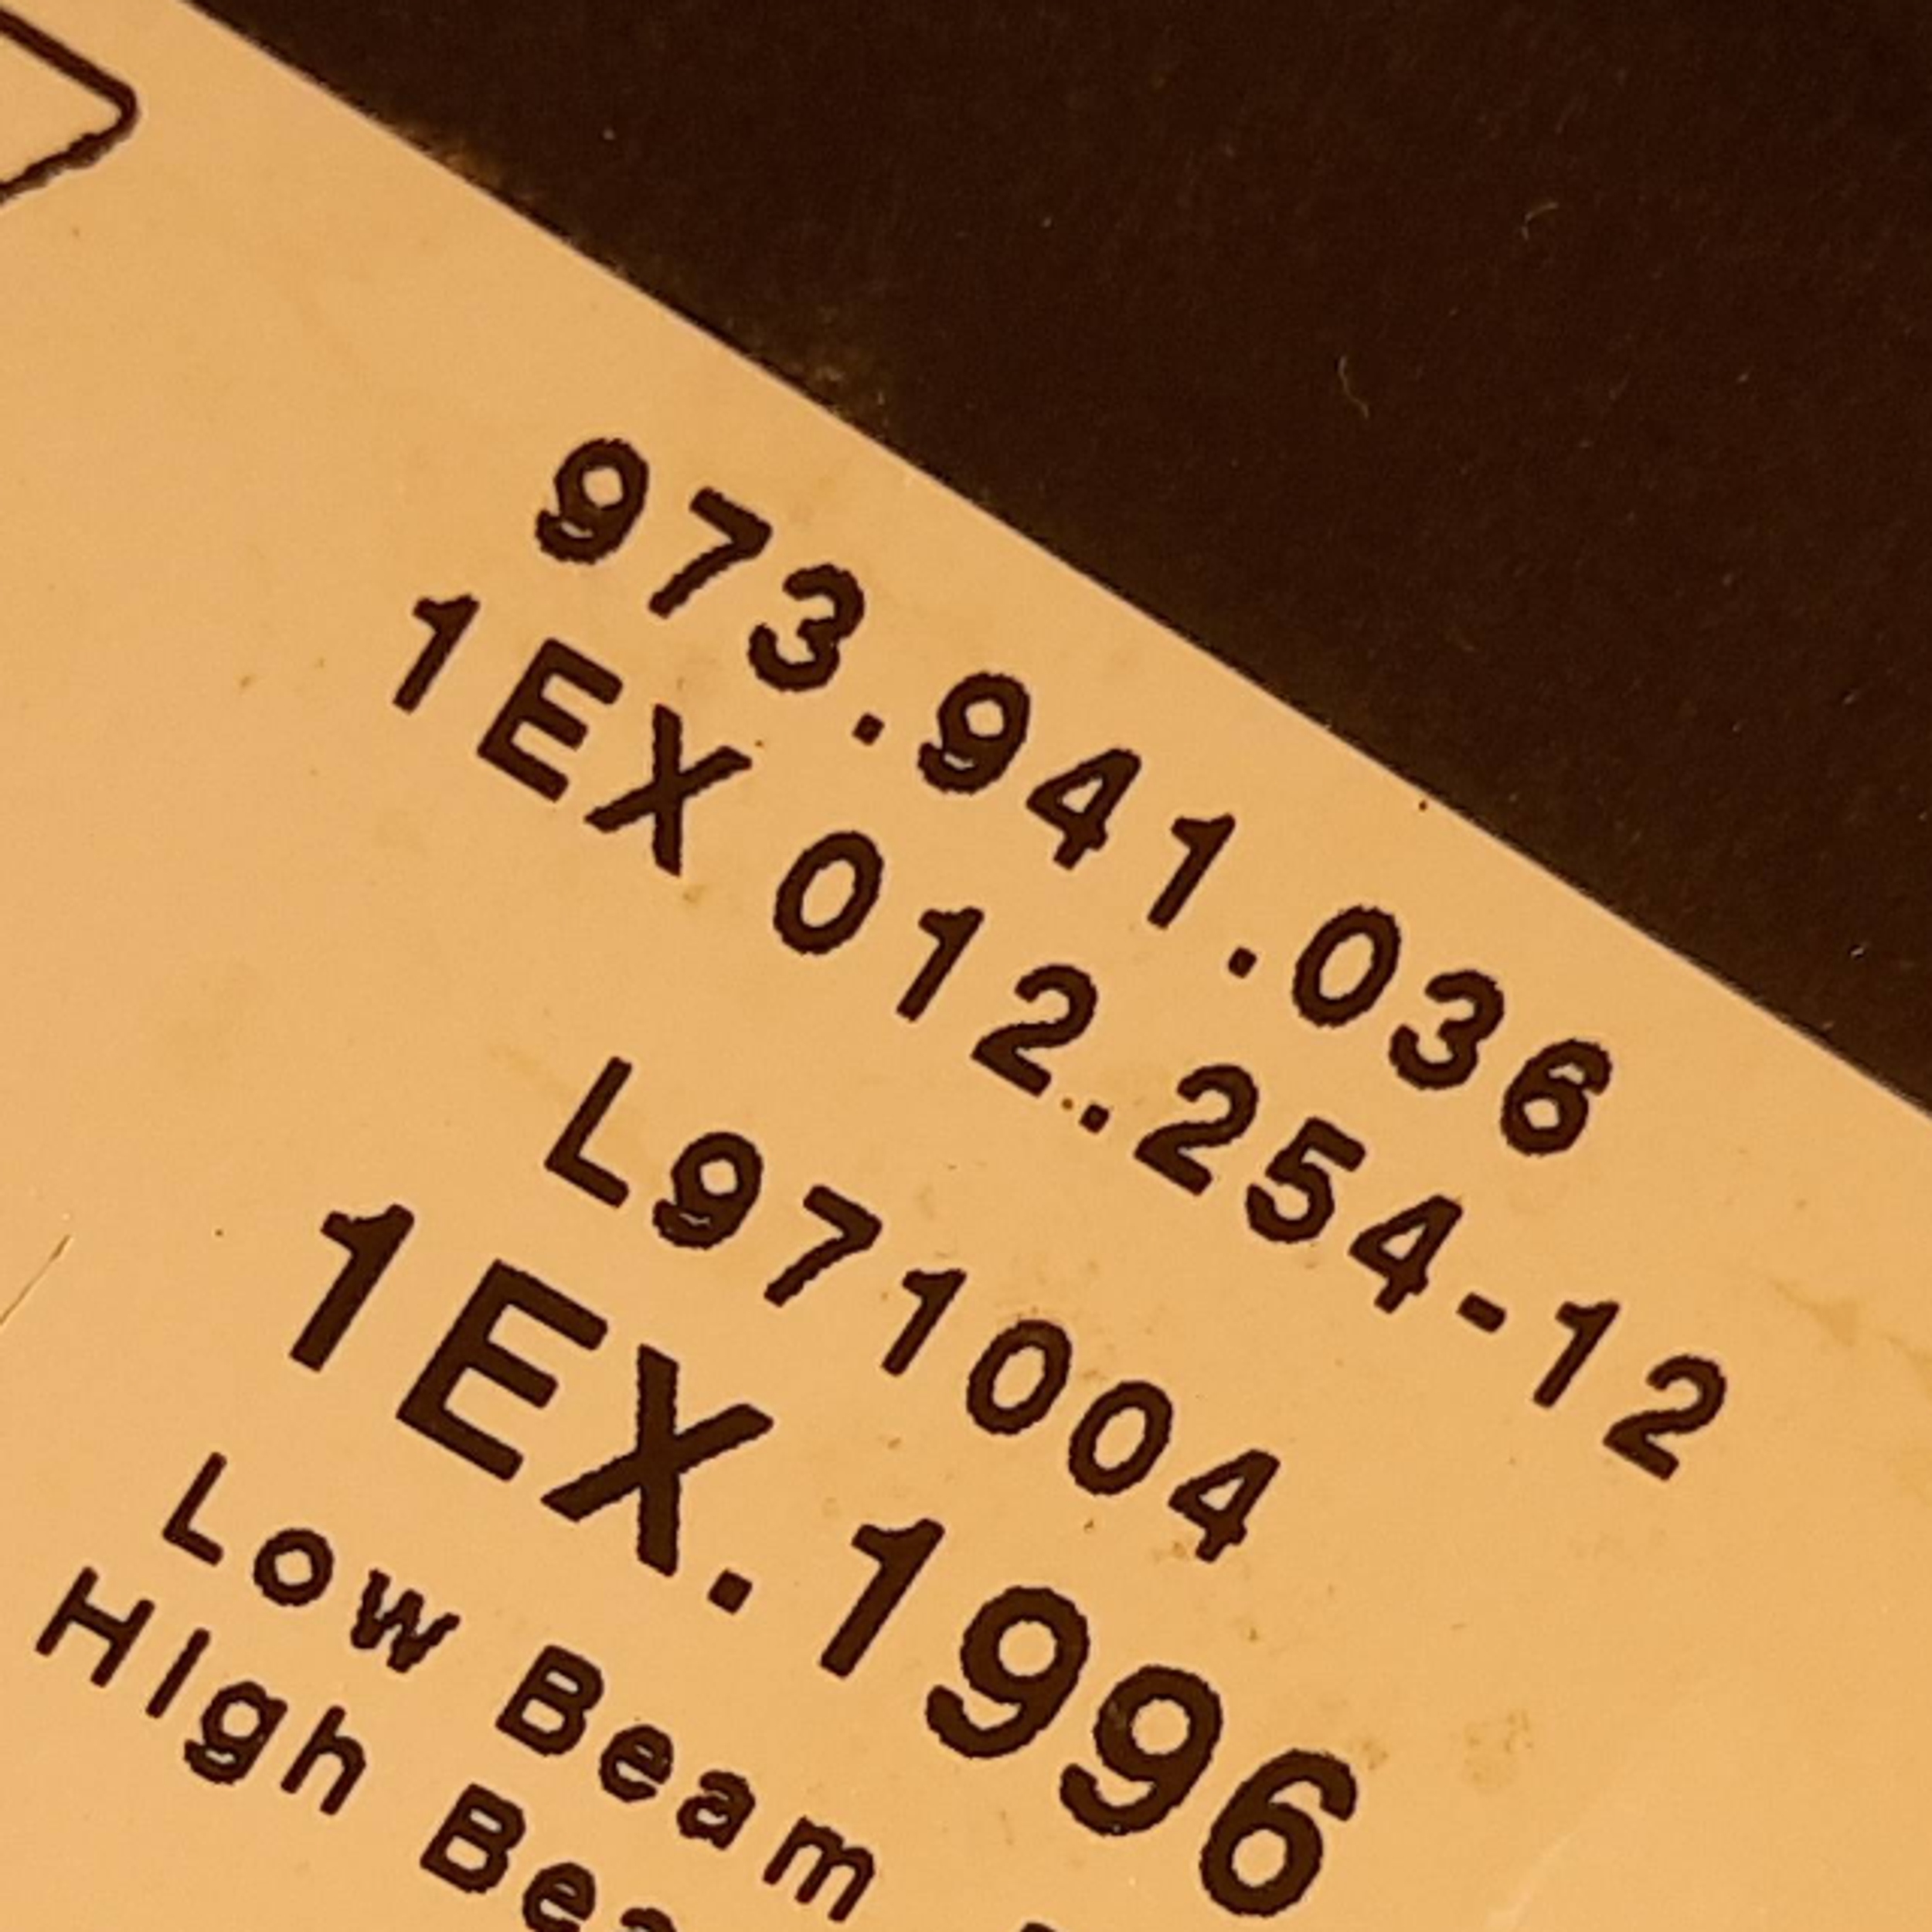 973.941.036
1EX 012.254-12
L971004
1EX.1996
Low Beam
High